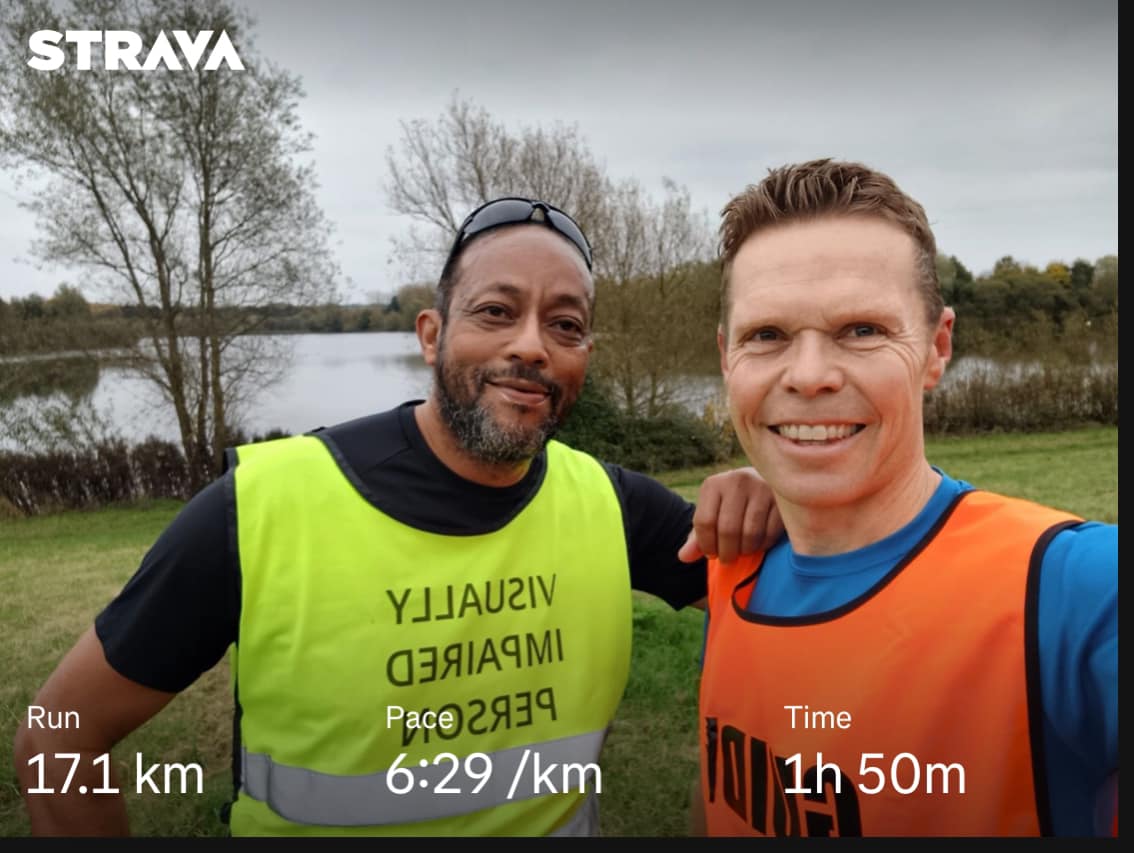 STRAVA
VISUALLY
IMPAIRED
PERSON
Run
Pace
Time
17.1 km
6:29 /km
1h 50m